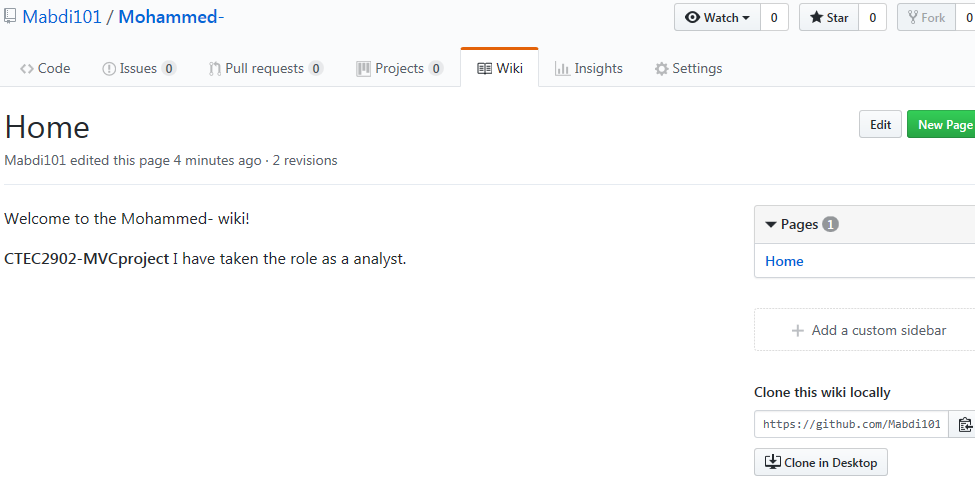 Mabdi101 / Mohammed-
Watch 0 Star 0 Fork 0
Code Issues 0 Pull requests 0 Projects 0 Wiki Insights Settings
Home
Edit New Page
Mabdi101 edited this page 4 minutes ago · 2 revisions
Welcome to the Mohammed- wiki!
CTEC2902-MVCproject I have taken the role as a analyst.
Pages 1
Home
+ Add a custom sidebar
Clone this wiki locally
https://github.com/Mabdi101
Clone in Desktop